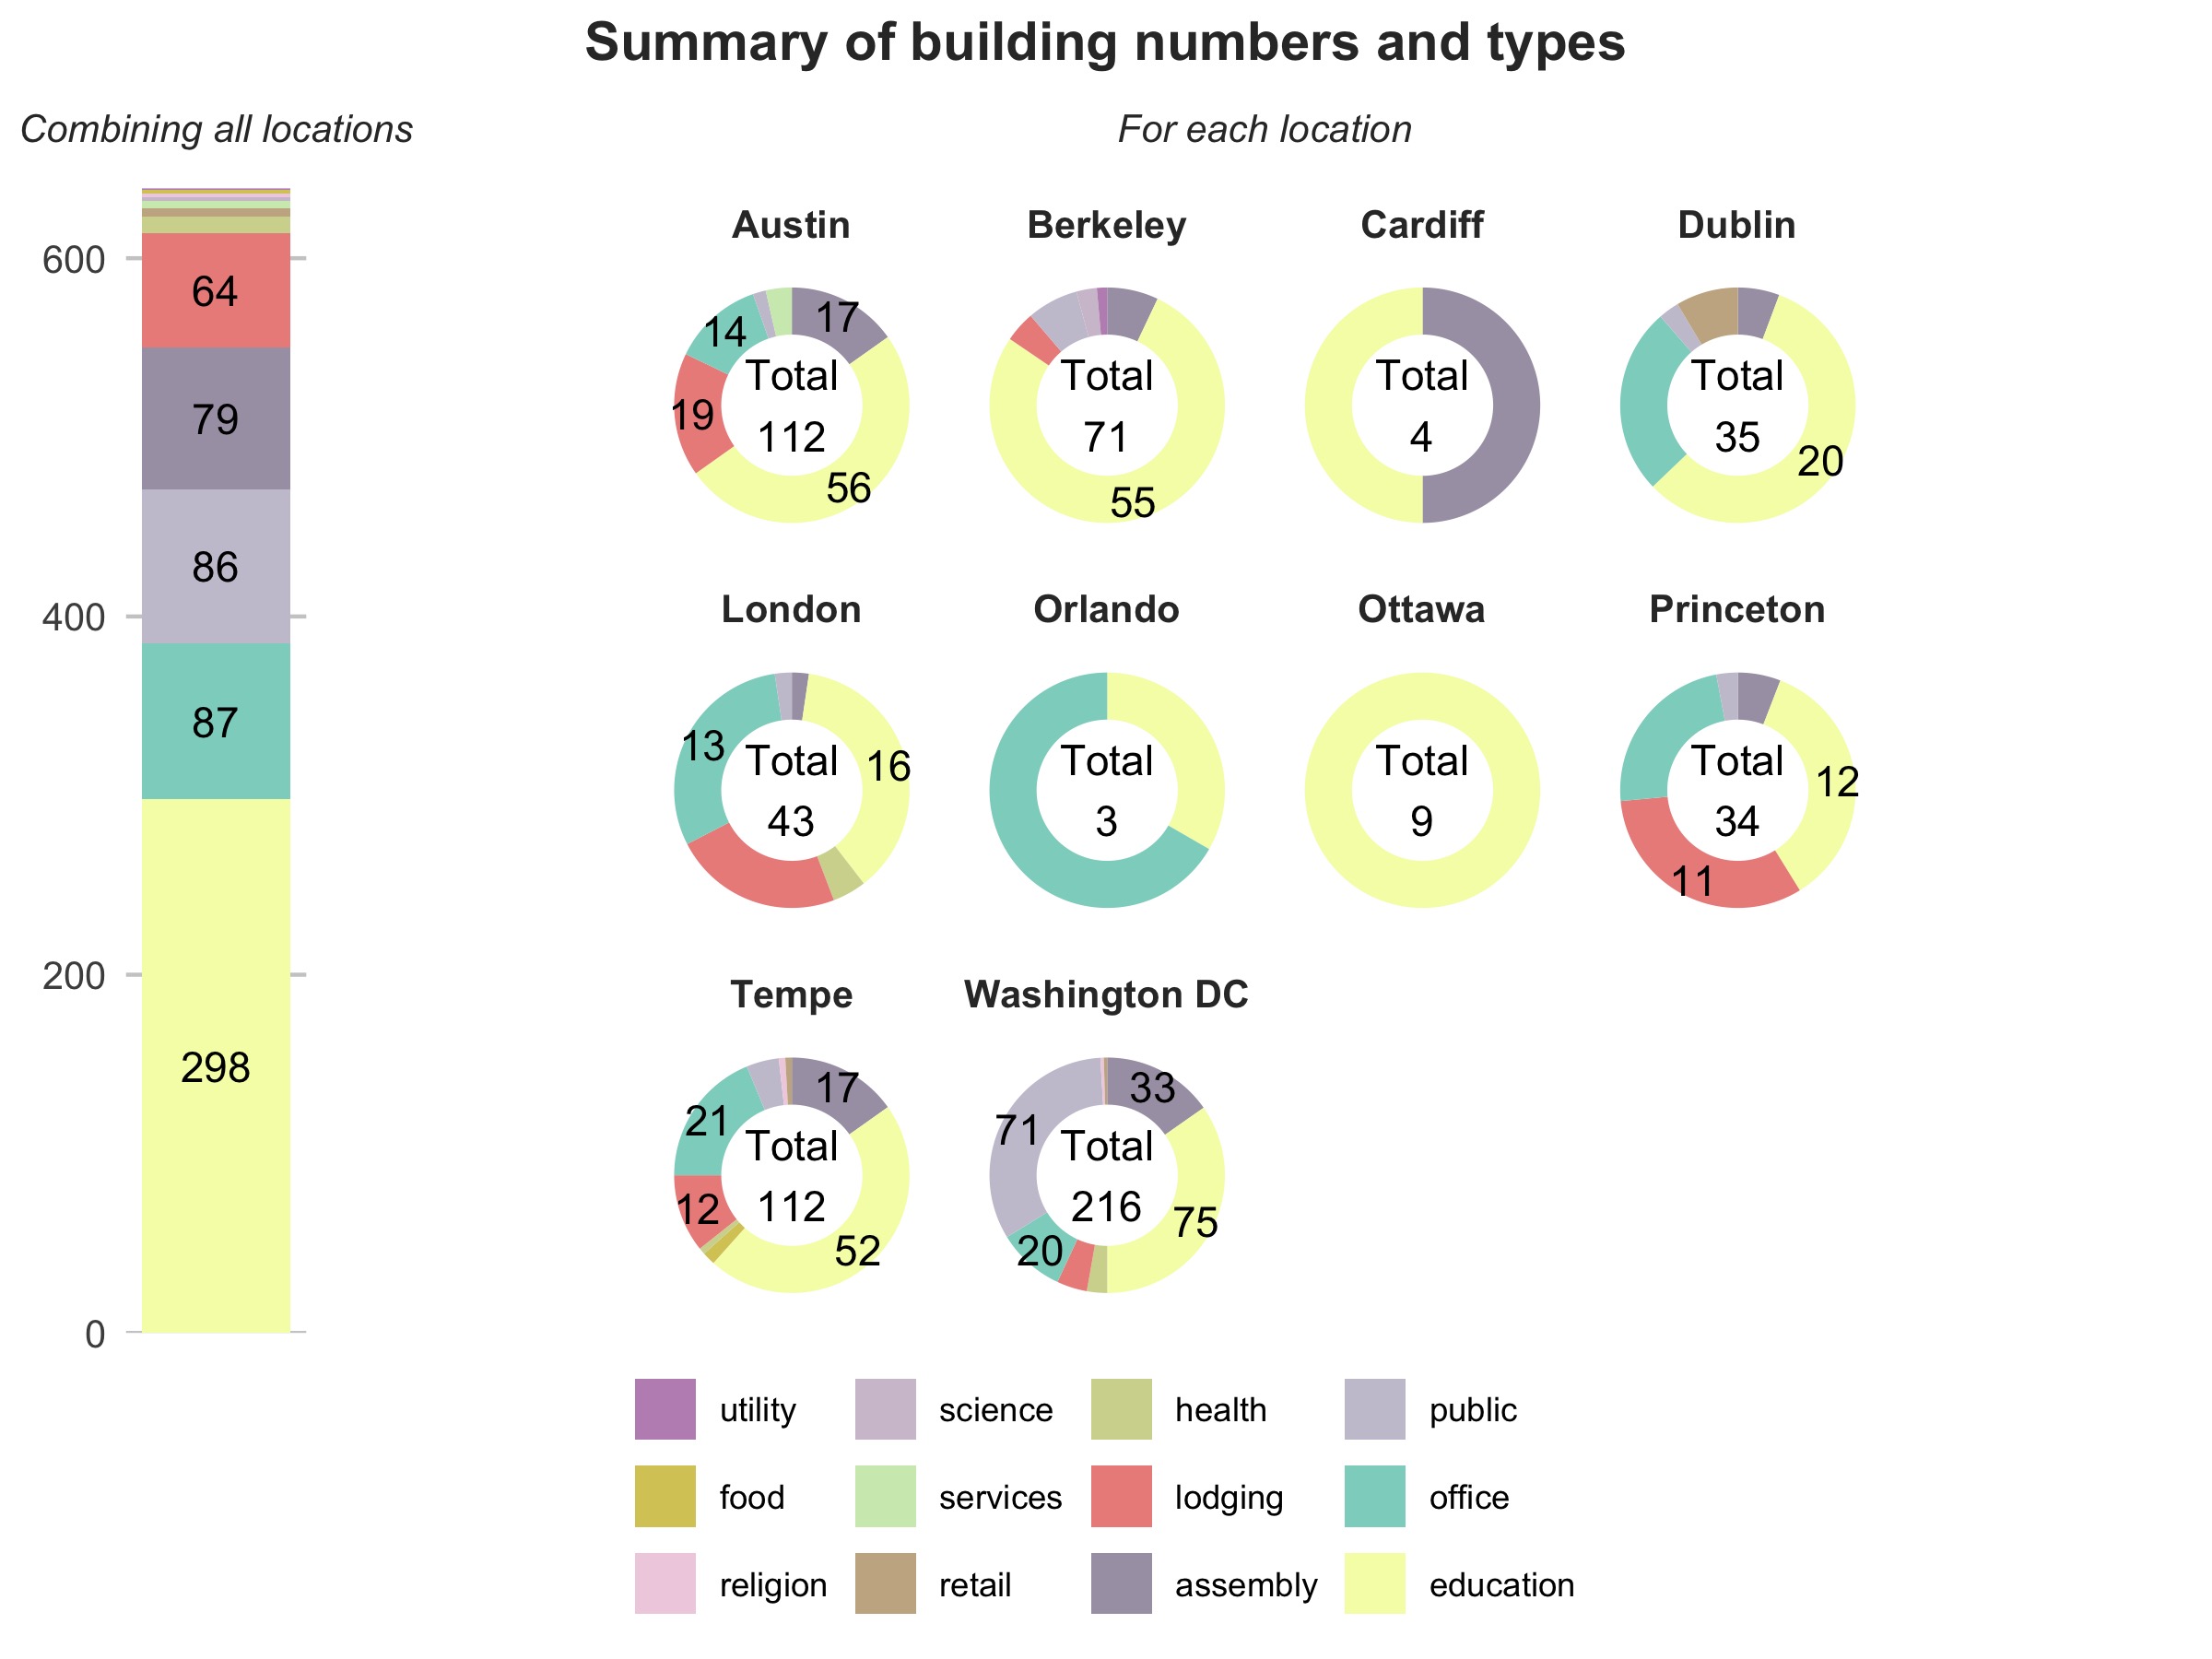 Summary of building numbers and types
Combining all locations
600
400
200
0
64
79
86
87
298
For each location
Austin
17
14
19
56
Total
112
Berkeley
55
Total
71
Cardiff
Total
4
Dublin
20
Total
35
London
13
16
Total
43
Orlando
Total
3
Ottawa
Total
9
Princeton
12
11
Total
34
Tempe
17
21
12
52
Total
112
Washington DC
33
71
75
20
Total
216
utility
science
health
public
food
services
lodging
office
religion
retail
assembly
education